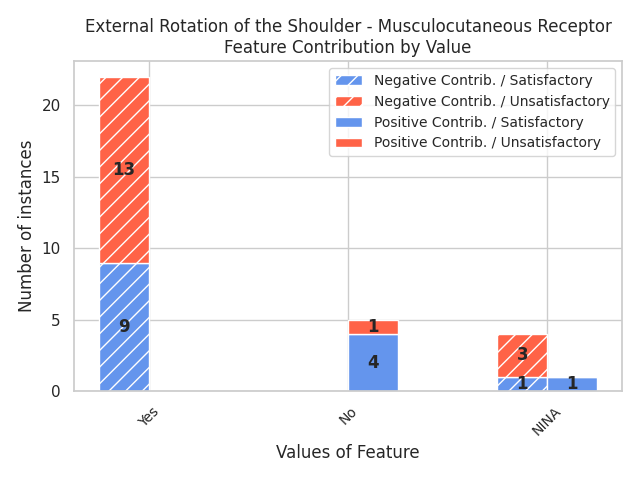 External Rotation of the Shoulder - Musculocutaneous Receptor
Feature Contribution by Value
Negative Contrib. / Satisfactory
Negative Contrib. / Unsatisfactory
Positive Contrib. / Satisfactory
Positive Contrib. / Unsatisfactory
Number of instances
20
15
10
5
0
13
9
1
4
3
1
1
Yes
No
NINA
Values of Feature